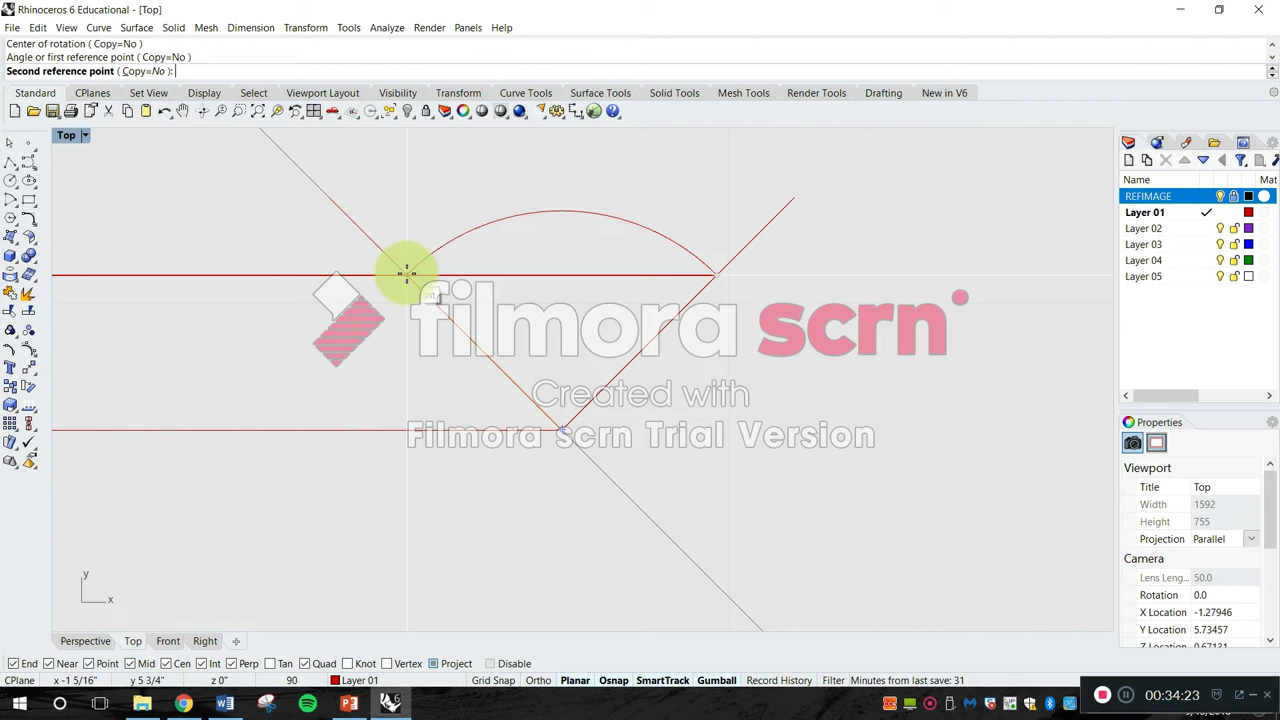 Rhinoceros 6 Educational - [Top]
File Edit View Curve Surface Solid Mesh Dimension Transform Tools Analyze Render Panels Help
Center of rotation ( Copy=No )
Angle or first reference point ( Copy=No )
Second reference point ( Copy=No ):
Standard CPlanes Set View Display Select Viewport Layout Visibility Transform Curve Tools Surface Tools Solid Tools Mesh Tools Render Tools Drafting New in V6
Top
Name Mat
REFIMAGE
Layer 01
Layer 02
Layer 03
Layer 04
Layer 05
Int
filmora scrn
Created with
Filmora scrn Trial Version
Properties
Viewport
Title Top
Width 1592
Height 755
Projection Parallel
Camera
Lens Leng... 50.0
Rotation 0.0
X Location -1.27946
Y Location 5.73457
Z Location 0.67131
y
x
Perspective Top Front Right
End Near Point Mid Cen Int Perp Tan Quad Knot Vertex Project Disable
CPlane x -1 5/16" y 5 3/4" z 0" 90 Layer 01 Grid Snap Ortho Planar Osnap SmartTrack Gumball Record History Filter Minutes from last save: 31
00:34:23